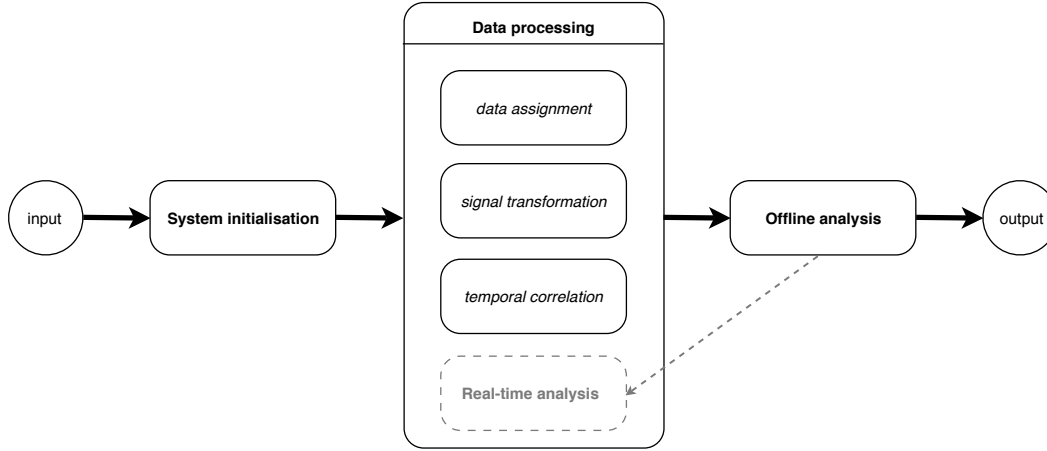 Data processing
data assignment
signal transformation
temporal correlation
Real-time analysis
input
System initialisation
Offline analysis
output